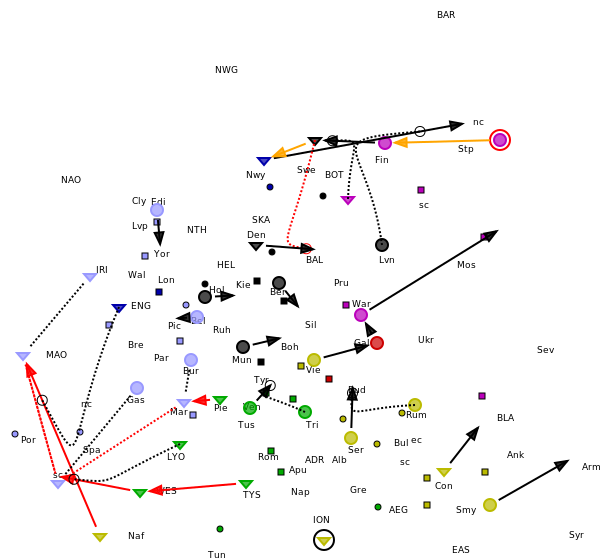 BAR
NWG
nc
Stp
Fin
Swe
BOT
Nwy
NAO
sc
Cly
Edi
Lvp
SKA
NTH
Den
Yor
BAL
Lvn
Mos
HEL
IRI
Wal
Lon
Kie
Ber
Pru
Hol
War
ENG
Pic
Bel
Ruh
Sil
Gal
Ukr
Bre
Boh
Sev
MAO
Par
Mun
Bur
Vie
Tyr
Bud
Gas
nc
Mar
Pie
Ven
Tus
Tri
Rum
BLA
Por
Spa
Ser
Bul
ec
sc
LYO
Rom
ADR
Alb
sc
Ank
Apu
Arm
WES
TYS
Nap
Gre
Con
AEG
Smy
ION
Naf
Syr
Tun
EAS